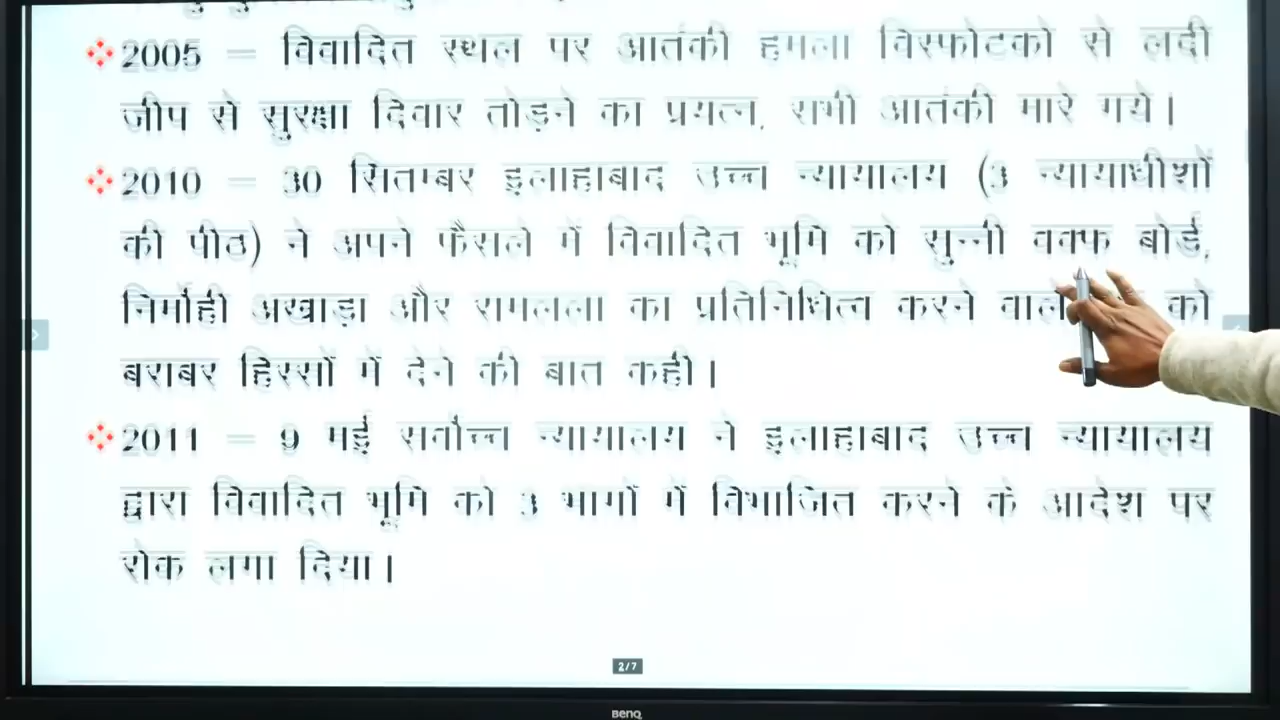 2005 – विवादित स्थल पर आतंकी हमला विस्फोटकों से लदी
जीप से सुरक्षा दिवार तोड़ने का प्रयत्न, सभी आतंकी मारे गये।
2010 – 30 सितम्बर इलाहाबाद उच्च न्यायालय (3 न्यायाधीशों
की पीठ) ने अपने फैसले में विवादित भूमि को सुन्नी वक्फ बोर्ड,
निर्मोही अखाड़ा और रामलला का प्रतिनिधित्व करने को
बराबर हिस्सों में देने की बात कही।
2011 – 9 मई सर्वोच्च न्यायालय ने इलाहाबाद उच्च न्यायालय
द्वारा विवादित भूमि को 3 भागों में विभाजित करने के आदेश पर
रोक लगा दिया।
2/7
BenQ